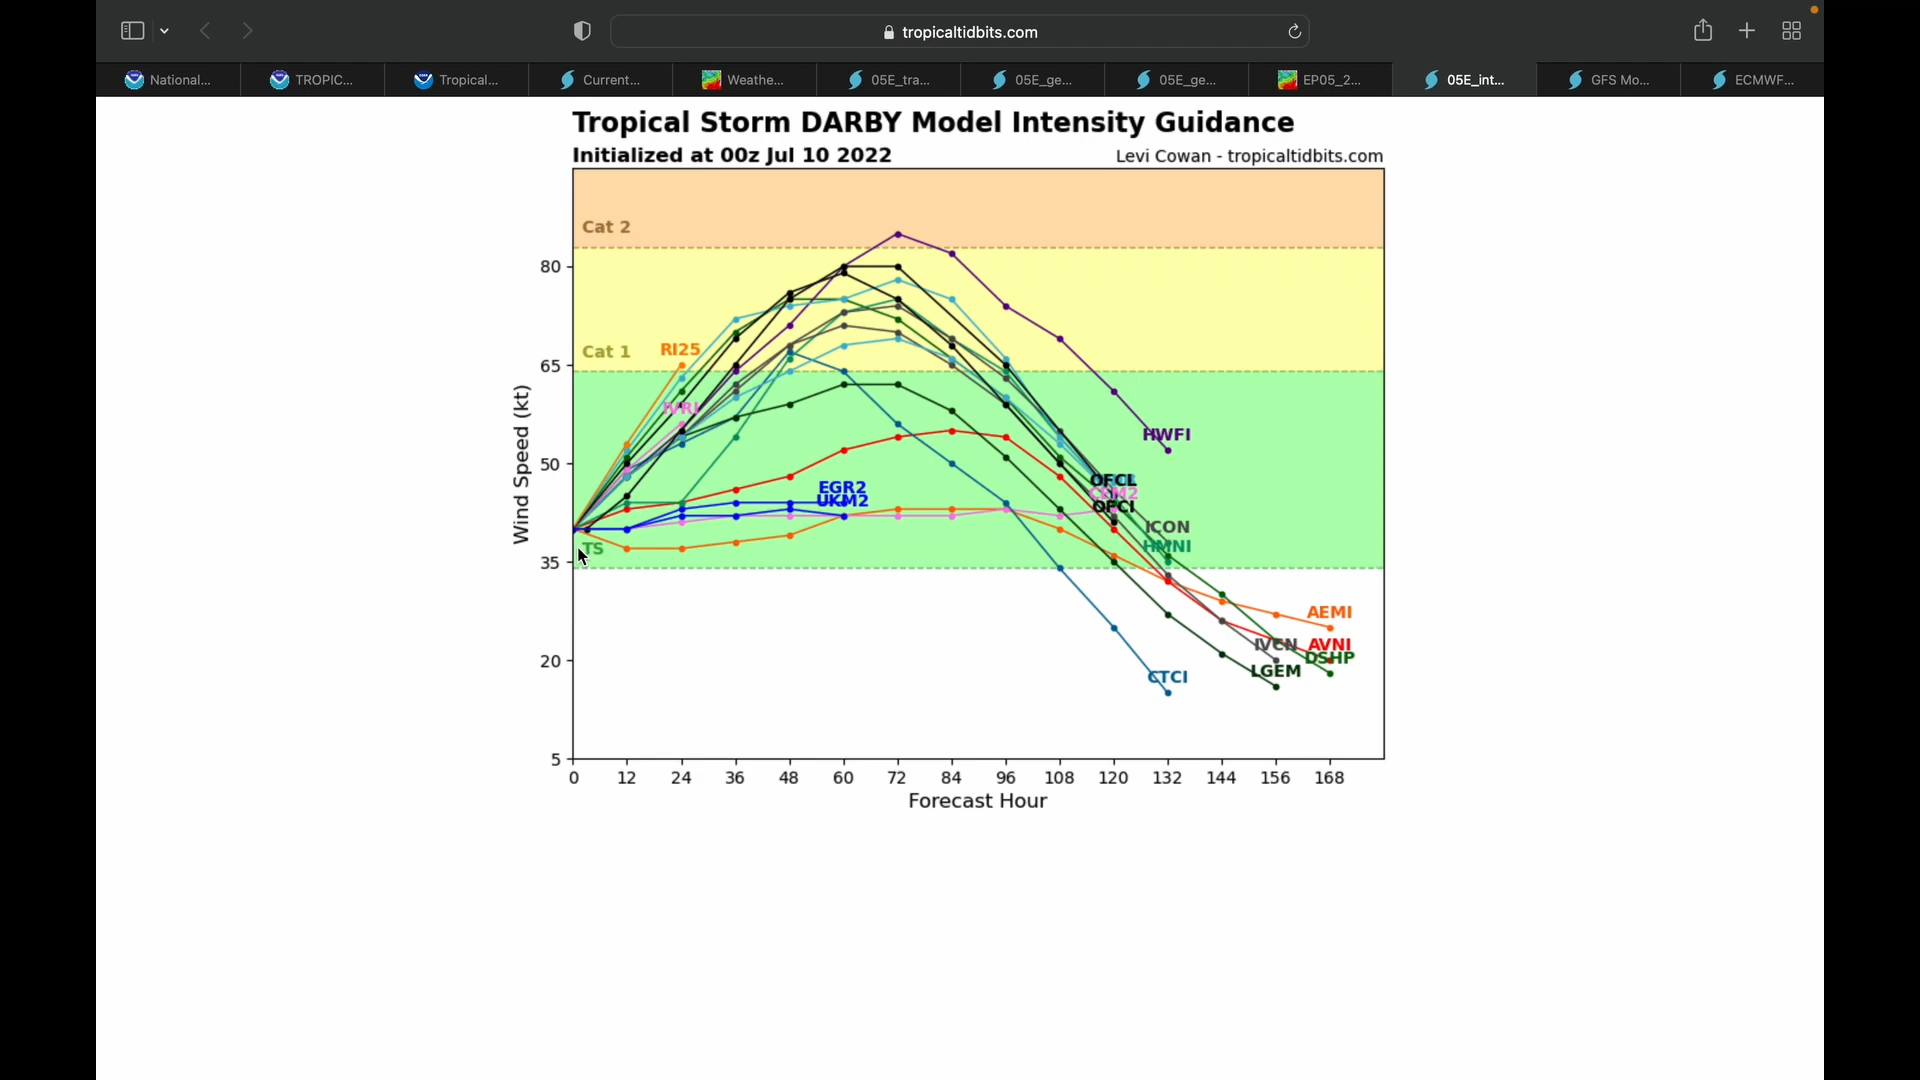 tropicaltidbits.com
National...
TROPIC...
Tropical...
Current...
Weathe...
05E_tra...
05E_ge...
05E_ge...
EP05_2...
05E_int...
GFS Mo...
ECMWF...
Tropical Storm DARBY Model Intensity Guidance
Initialized at 00z Jul 10 2022
Levi Cowan - tropicaltidbits.com
Cat 2
80
Cat 1
RI25
65
IVRI
HWFI
50
OFCL
EGR2
CEM2
UKM2
OFCI
ICON
TS
HMNI
35
AEMI
IVCN
AVNI
20
DSHP
LGEM
CTCI
5
0 12 24 36 48 60 72 84 96 108 120 132 144 156 168
Forecast Hour
Wind Speed (kt)